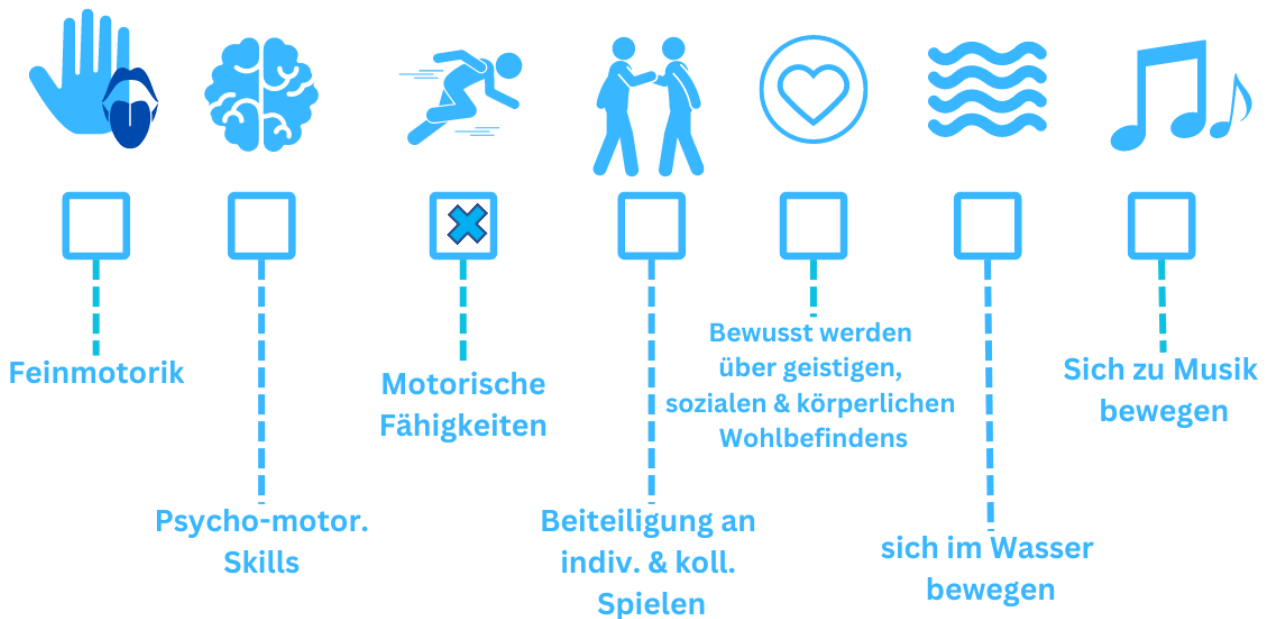 Feinmotorik
Psycho-motor.
Skills
Motorische
Fähigkeiten
Beiteiligung an
indiv. & koll.
Spielen
Bewusst werden
über geistigen,
sozialen & körperlichen
Wohlbefindens
sich im Wasser
bewegen
Sich zu Musik
bewegen